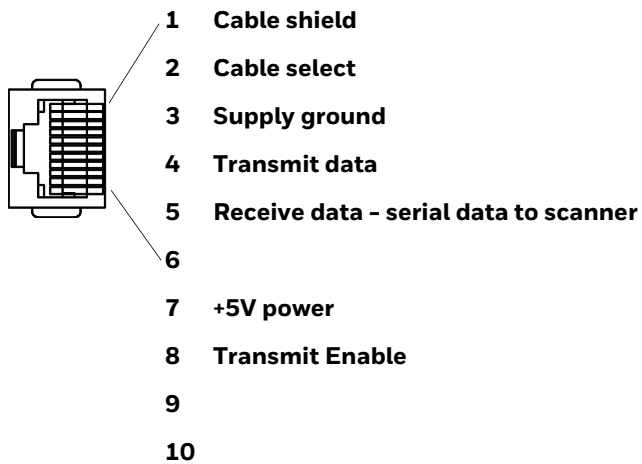 1 Cable shield
2 Cable select
3 Supply ground
4 Transmit data
5 Receive data - serial data to scanner
6
7 +5V power
8 Transmit Enable
9
10